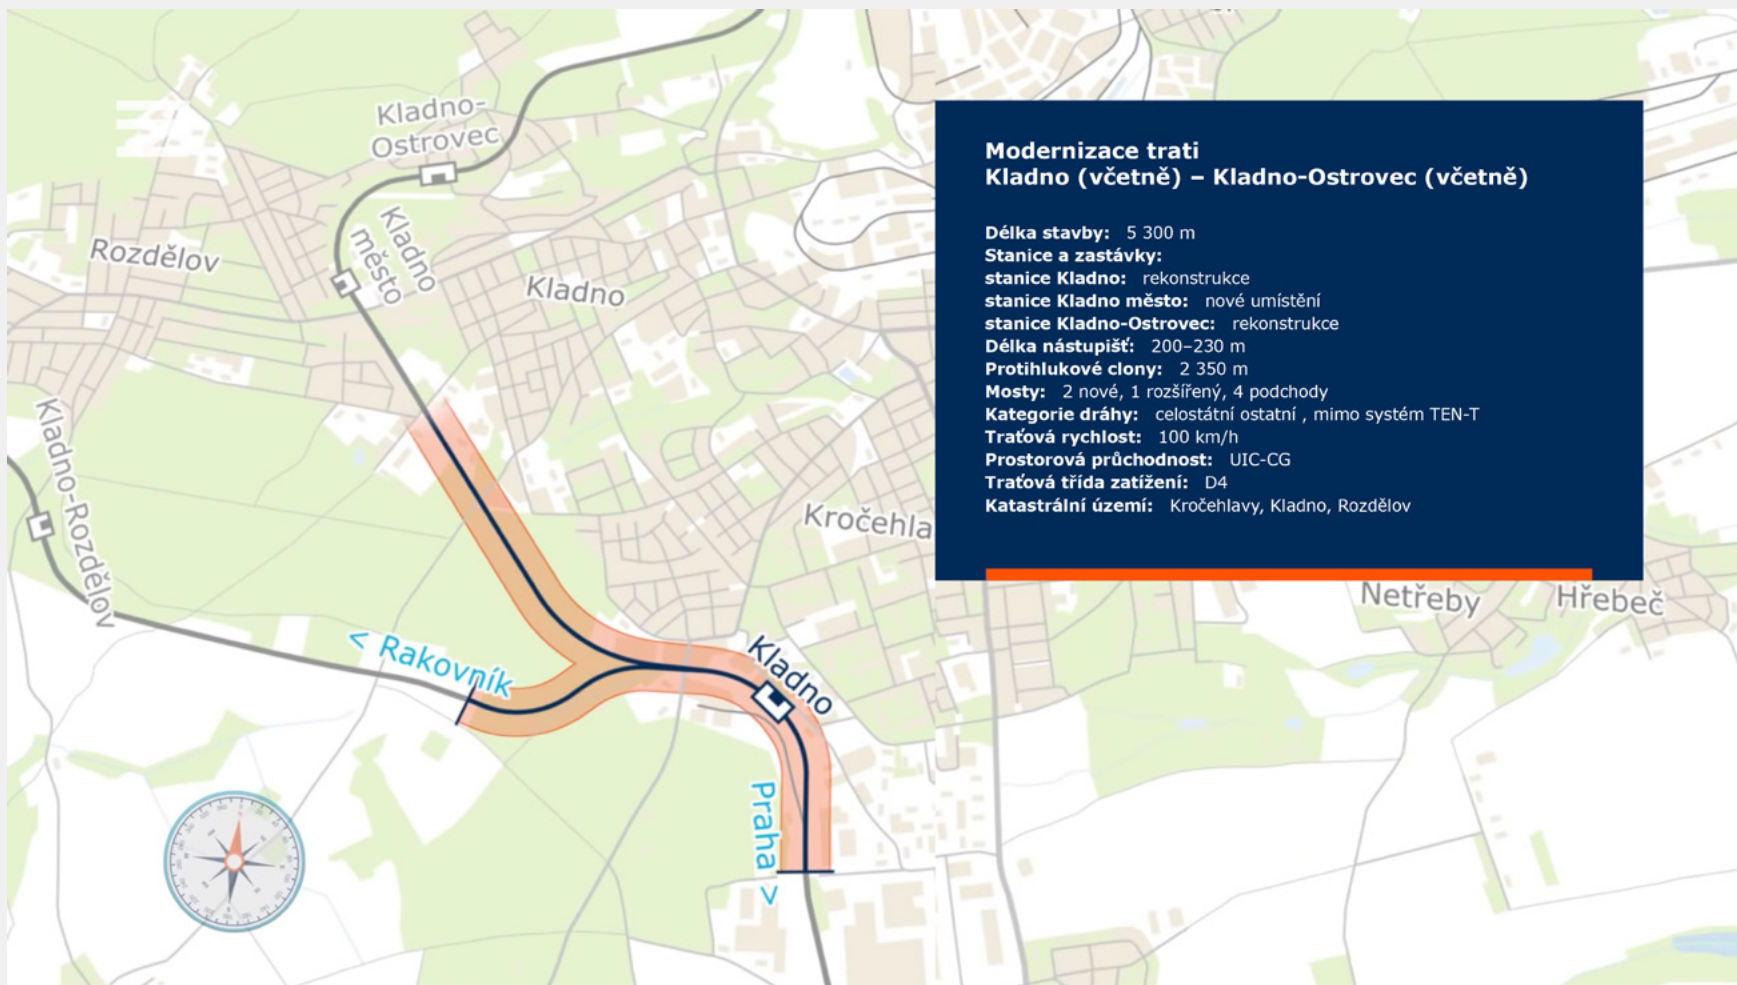 Kladno-
Ostrovec
Kladno
město
Rozdělov
Kladno
Kladno-Rozdělov
Kročehla
< Rakovník
Kladno
Praha >
Modernizace trati
Kladno (včetně) – Kladno-Ostrovec (včetně)
Délka stavby: 5 300 m
Stanice a zastávky:
stanice Kladno: rekonstrukce
stanice Kladno město: nové umístění
stanice Kladno-Ostrovec: rekonstrukce
Délka nástupišť: 200–230 m
Protihlukové clony: 2 350 m
Mosty: 2 nové, 1 rozšířený, 4 podchody
Kategorie dráhy: celostátní ostatní , mimo systém TEN-T
Traťová rychlost: 100 km/h
Prostorová průchodnost: UIC-CG
Traťová třída zatížení: D4
Katastrální území: Kročehlavy, Kladno, Rozdělov
Netřeby
Hřebeč